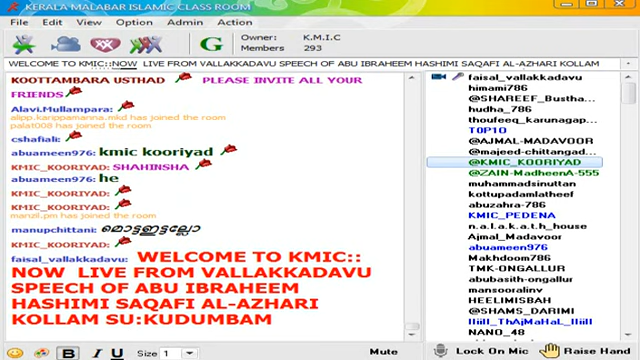 KERALA MALABAR ISLAMIC CLASS ROOM
File Edit View Option Admin Action
G
Owner: K.M.I.C
Members 293
WELCOME TO KMIC::NOW LIVE FROM VALLAKKADAVU SPEECH OF ABU IBRAHEEM HASHIMI SAQAFI AL-AZHARI KOLLAM
KOOTTAMBARA USTHAD PLEASE INVITE ALL YOUR
FRIENDS
Alavi.Mullampara:
alipp.karippamanna.mkd has joined the room
palat008 has joined the room
cshafiali:
abuameen976: kmic kooriyad
KMIC_KOORIYAD: SHAHINSHA
abuameen976: he
KMIC_KOORIYAD:
KMIC_KOORIYAD:
manzil.pm has joined the room
manupchittani: മൊട്ടഇട്ടല്ലോ
KMIC_KOORIYAD:
faisal_vallakkadavu: WELCOME TO KMIC::
NOW LIVE FROM VALLAKKADAVU
SPEECH OF ABU IBRAHEEM
HASHIMI SAQAFI AL-AZHARI
KOLLAM SU:KUDUMBAM
faisal_vallakkadavu
himami786
@SHAREEF_Bustha...
hudha_786
thoufeeq_karunagap...
TOP10
@AJMAL-MADAVOOR
@majeed-chittangad...
@KMIC_KOORIYAD
@ZAIN-MadheenA-555
muhammadsinuttan
kottupadamlatheef
abuzahra-786
KMIC_PEDENA
n.a.l.a.k.a.t_h.o.u.s.e
Ajmal_Madavoor
abuameen976
Makhdoom786
TMK-ONGALLUR
abubasith-ongallur
mansooralinv
HEELIMISBAH
@SHAMS_DARIMI
NANO_48
B I U Size 1 Mute
Lock On Mic Raise Hand